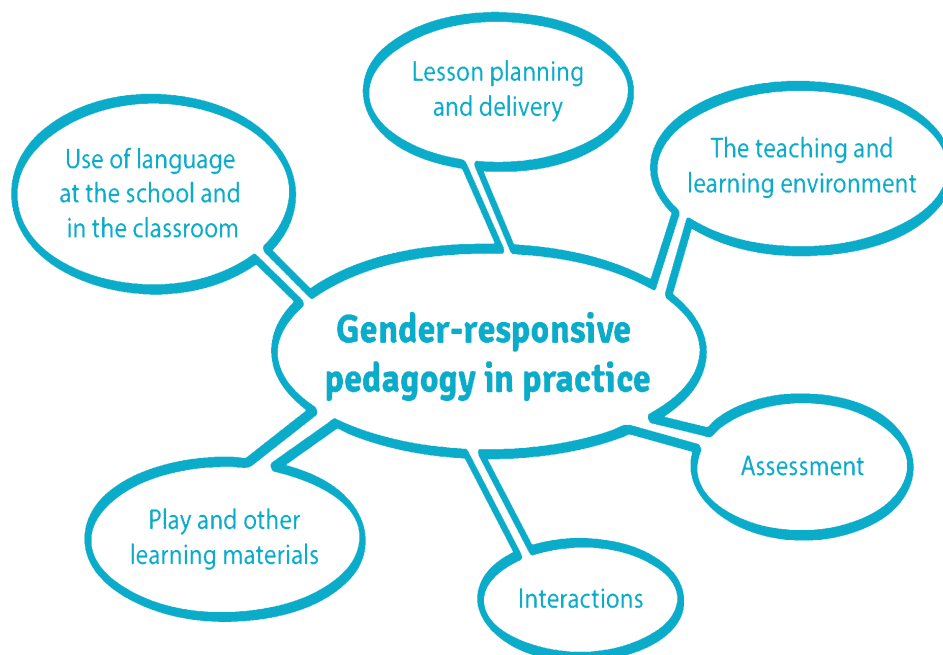 Lesson planning
and delivery
Use of language
at the school and
in the classroom
The teaching and
learning environment
Gender-responsive
pedagogy in practice
Assessment
Play and other
learning materials
Interactions